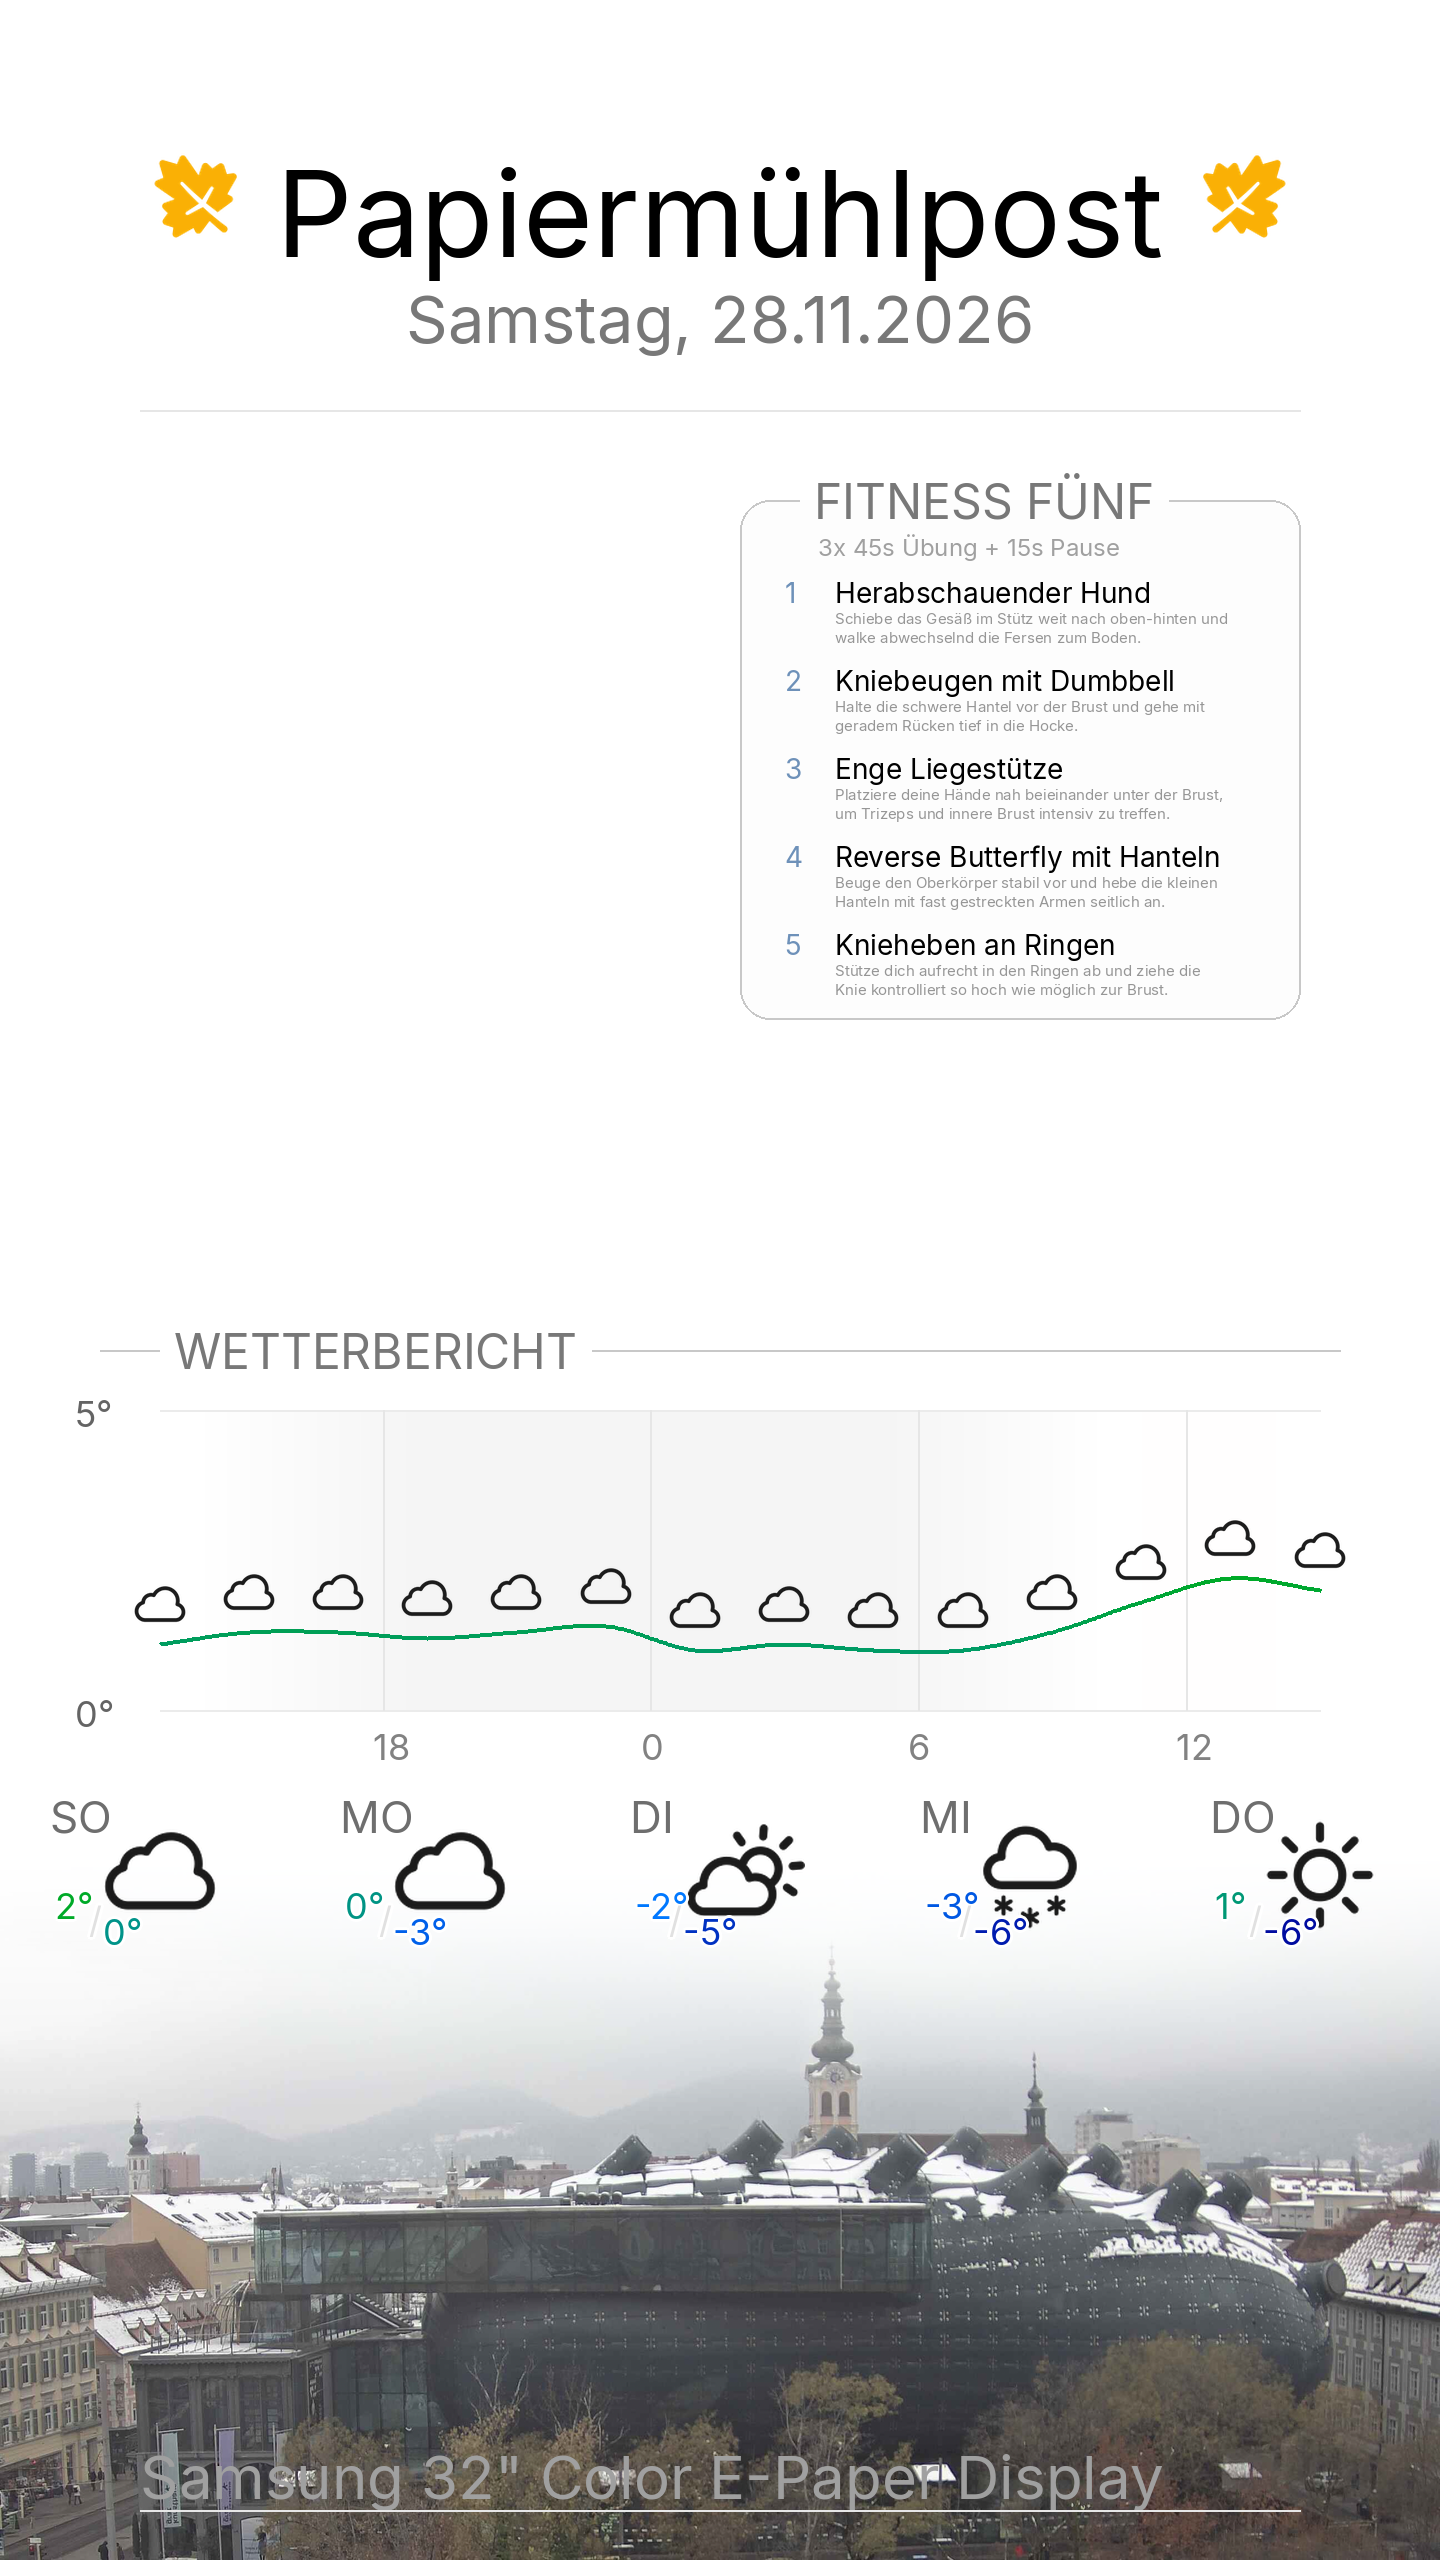 Papiermühlpost
Samstag, 28.11.2026
FITNESS FÜNF
3x 45s Übung + 15s Pause
1 Herabschauender Hund
Schiebe das Gesäß im Stütz weit nach oben-hinten und
walke abwechselnd die Fersen zum Boden.
2 Kniebeugen mit Dumbbell
Halte die schwere Hantel vor der Brust und gehe mit
geradem Rücken tief in die Hocke.
3 Enge Liegestütze
Platziere deine Hände nah beieinander unter der Brust,
um Trizeps und innere Brust intensiv zu treffen.
4 Reverse Butterfly mit Hanteln
Beuge den Oberkörper stabil vor und hebe die kleinen
Hanteln mit fast gestreckten Armen seitlich an.
5 Knieheben an Ringen
Stütze dich aufrecht in den Ringen ab und ziehe die
Knie kontrolliert so hoch wie möglich zur Brust.
WETTERBERICHT
5°
0°
18 0 6 12
SO MO DI MI DO
2°/0° 0°/-3° -2°/-5° -3°/-6° 1°/-6°
Samsung 32" Color E-Paper Display